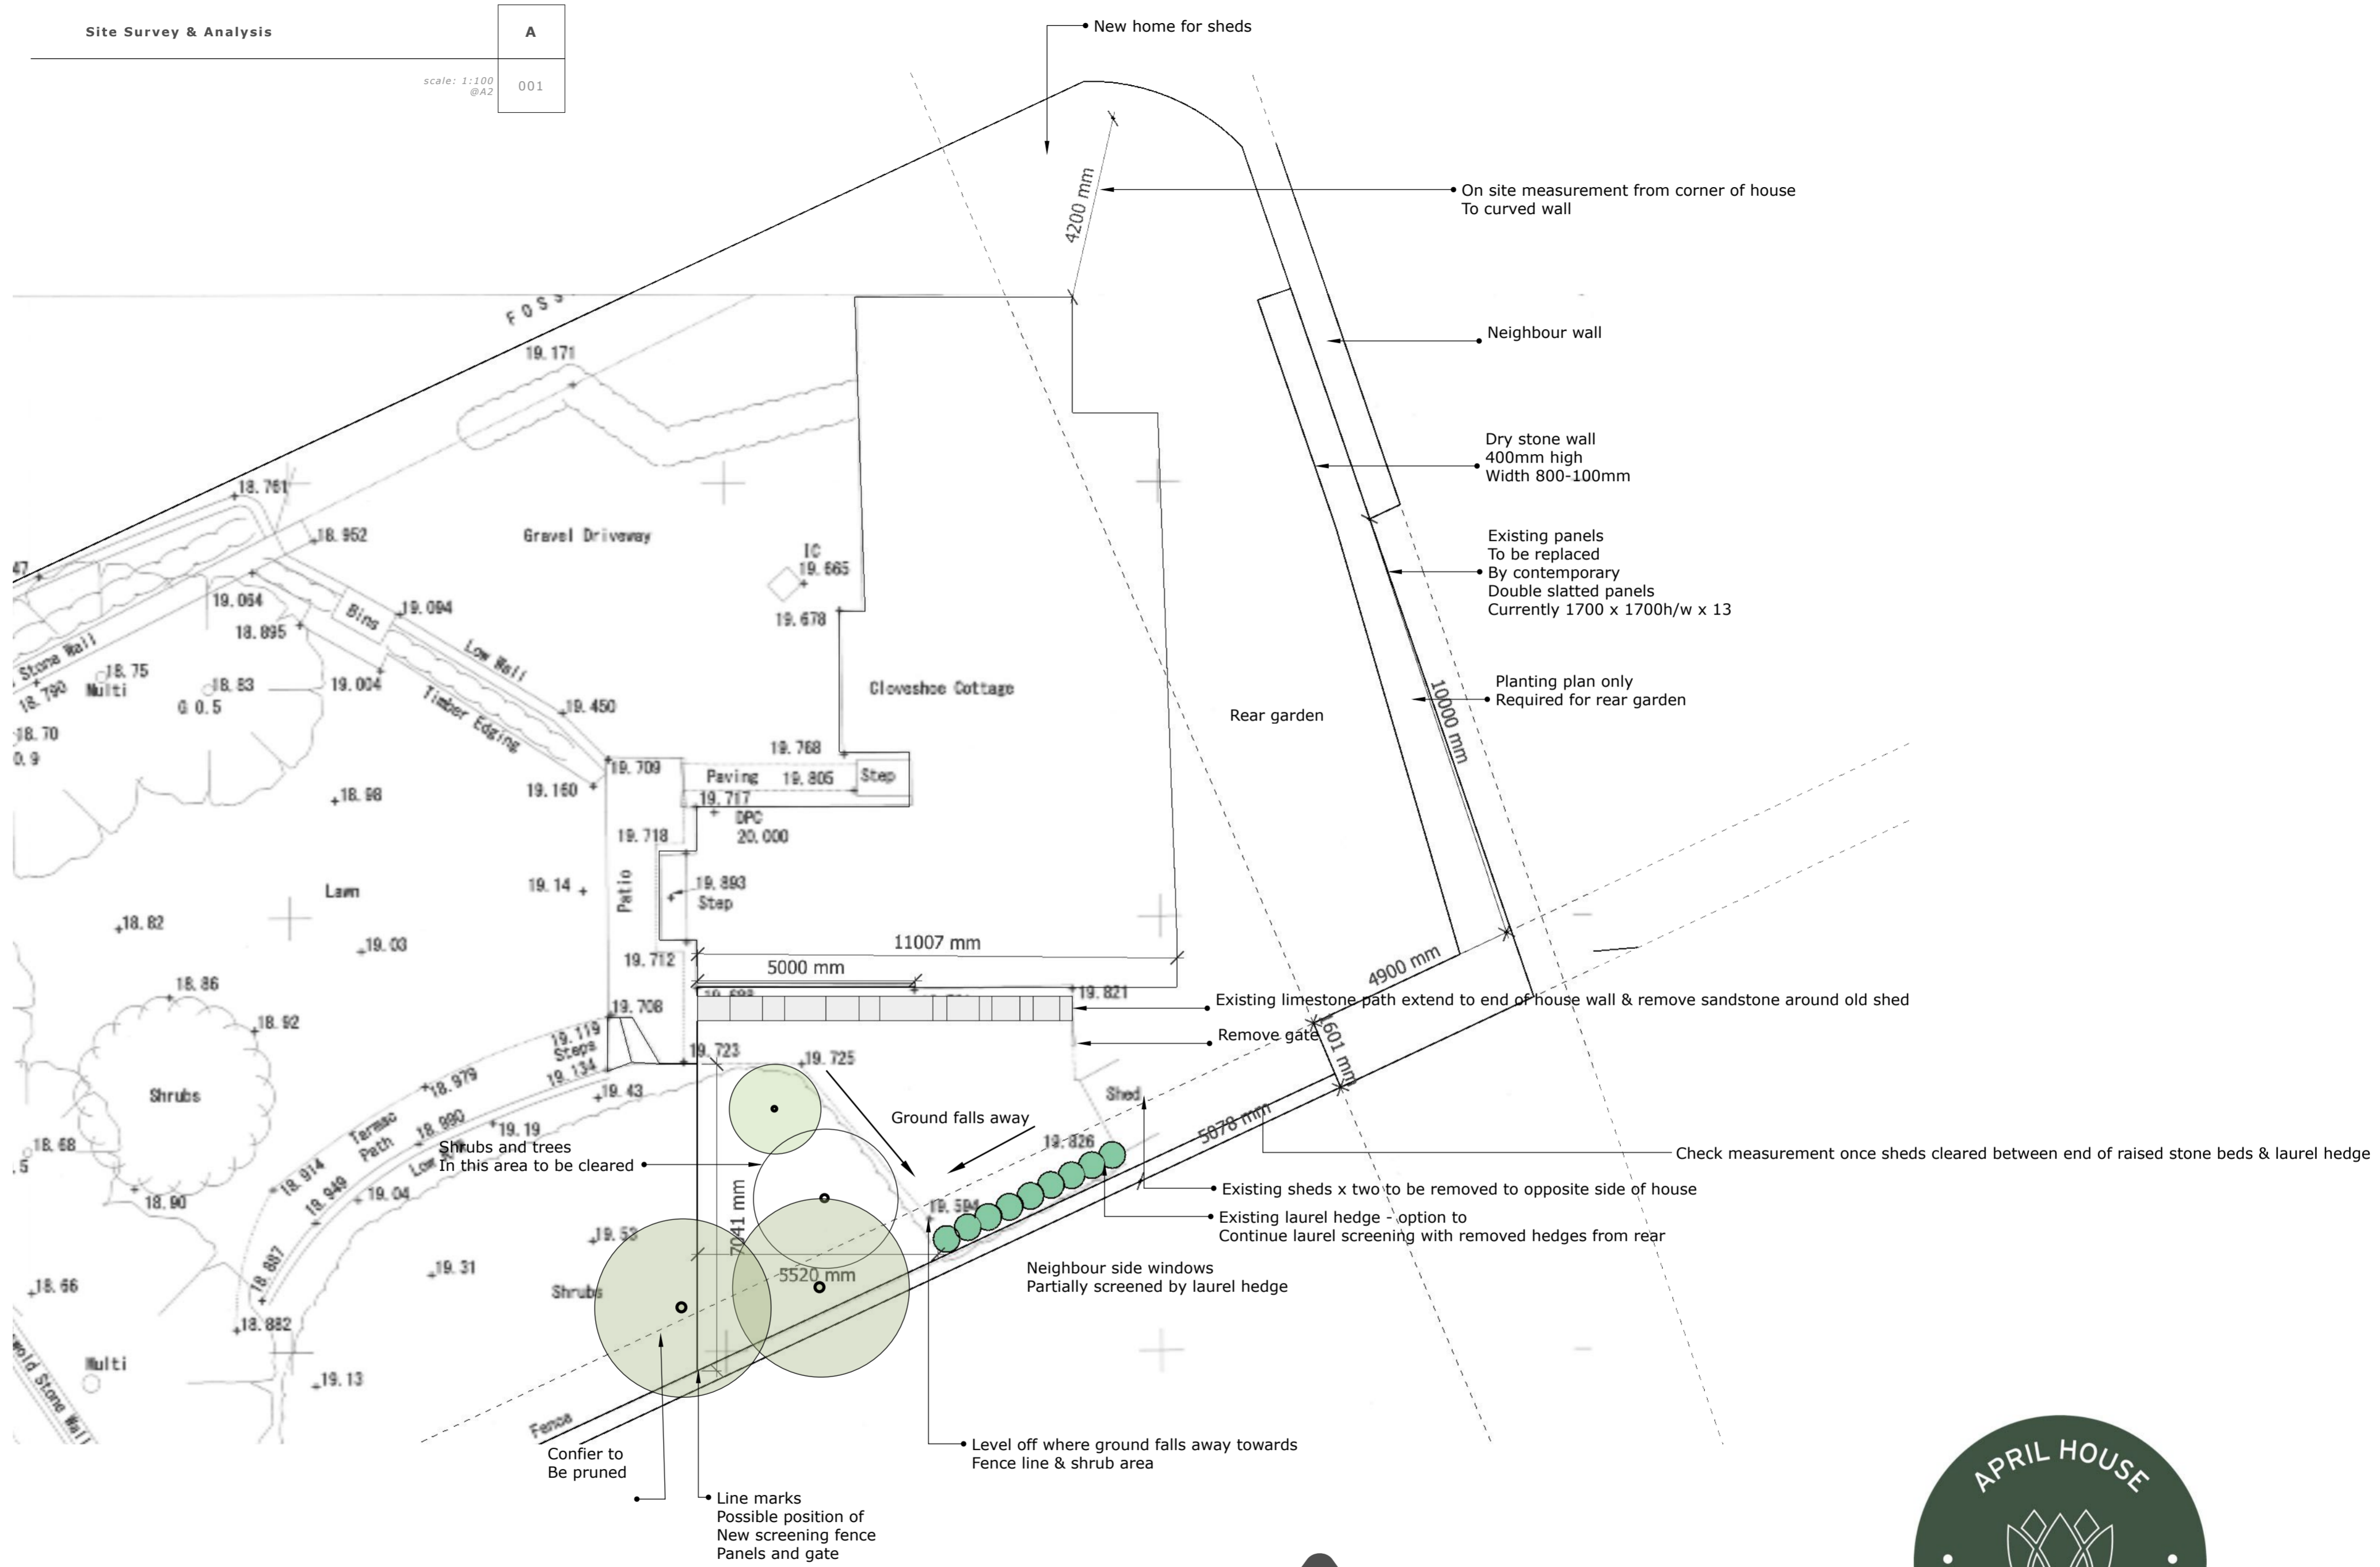 Site Survey & Analysis
A
scale: 1:100
@A2
001
New home for sheds
On site measurement from corner of house
To curved wall
4200 mm
Neighbour wall
Dry stone wall
400mm high
Width 800-100mm
Existing panels
To be replaced
By contemporary
Double slatted panels
Currently 1700 x 1700h/w x 13
Planting plan only
Required for rear garden
10000 mm
Rear garden
19.171
18.761
18.952
Gravel Driveway
IC
19.665
47
19.064
Bins
19.094
18.895
19.678
Stone Wall
Low Wall
18.75
Multi
18.790
18.83
G 0.5
19.004
Timber Edging
19.450
Cloveshoe Cottage
18.70
0.9
19.768
19.709
Paving
19.805
Step
19.160
18.98
19.717
DPC
20.000
19.718
Lawn
19.14
Patio
19.893
Step
18.82
19.03
11007 mm
19.712
5000 mm
4900 mm
18.86
19.821
19.708
Existing limestone path extend to end of house wall & remove sandstone around old shed
18.92
19.119
Steps
19.134
19.723
19.725
Remove gate
1601 mm
18.979
19.43
Shrubs
Shed
Ground falls away
5078 mm
Tarmac
Path
18.990
19.19
18.68
.5
Shrubs and trees
In this area to be cleared
19.826
Check measurement once sheds cleared between end of raised stone beds & laurel hedge
18.914
18.949
19.04
18.90
7041 mm
19.594
Existing sheds x two to be removed to opposite side of house
Existing laurel hedge - option to
Continue laurel screening with removed hedges from rear
19.53
18.887
19.31
5520 mm
Neighbour side windows
Partially screened by laurel hedge
18.66
Shrubs
18.882
Multi
19.13
Stone Wall
Fence
Confier to
Be pruned
Level off where ground falls away towards
Fence line & shrub area
Line marks
Possible position of
New screening fence
Panels and gate
APRIL HOUSE